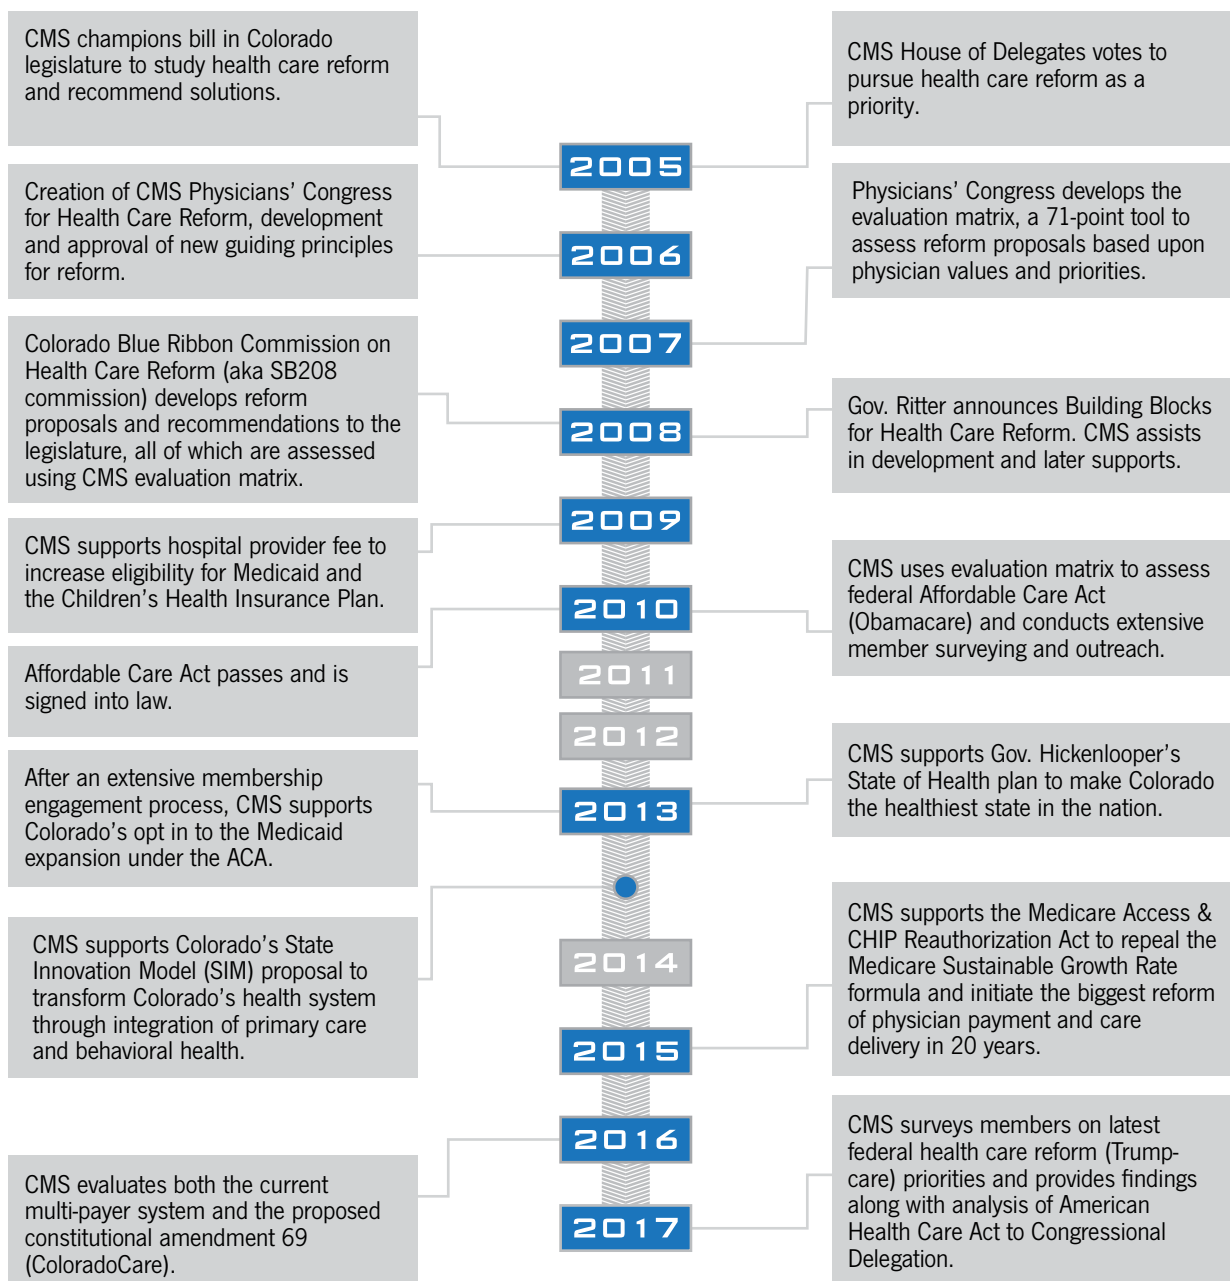 CMS champions bill in Colorado
legislature to study health care reform
and recommend solutions.
CMS House of Delegates votes to
pursue health care reform as a
priority.
2005
Creation of CMS Physicians’ Congress
for Health Care Reform, development
and approval of new guiding principles
for reform.
2006
Physicians’ Congress develops the
evaluation matrix, a 71-point tool to
assess reform proposals based upon
physician values and priorities.
2007
Colorado Blue Ribbon Commission on
Health Care Reform (aka SB208
commission) develops reform
proposals and recommendations to the
legislature, all of which are assessed
using CMS evaluation matrix.
2008
Gov. Ritter announces Building Blocks
for Health Care Reform. CMS assists
in development and later supports.
2009
CMS supports hospital provider fee to
increase eligibility for Medicaid and
the Children’s Health Insurance Plan.
2010
CMS uses evaluation matrix to assess
federal Affordable Care Act
(Obamacare) and conducts extensive
member surveying and outreach.
Affordable Care Act passes and is
signed into law.
2011
2012
After an extensive membership
engagement process, CMS supports
Colorado’s opt in to the Medicaid
expansion under the ACA.
2013
CMS supports Gov. Hickenlooper’s
State of Health plan to make Colorado
the healthiest state in the nation.
CMS supports Colorado’s State
Innovation Model (SIM) proposal to
transform Colorado’s health system
through integration of primary care
and behavioral health.
2014
CMS supports the Medicare Access &
CHIP Reauthorization Act to repeal the
Medicare Sustainable Growth Rate
formula and initiate the biggest reform
of physician payment and care
delivery in 20 years.
2015
2016
CMS evaluates both the current
multi-payer system and the proposed
constitutional amendment 69
(ColoradoCare).
2017
CMS surveys members on latest
federal health care reform (Trump-
care) priorities and provides findings
along with analysis of American
Health Care Act to Congressional
Delegation.